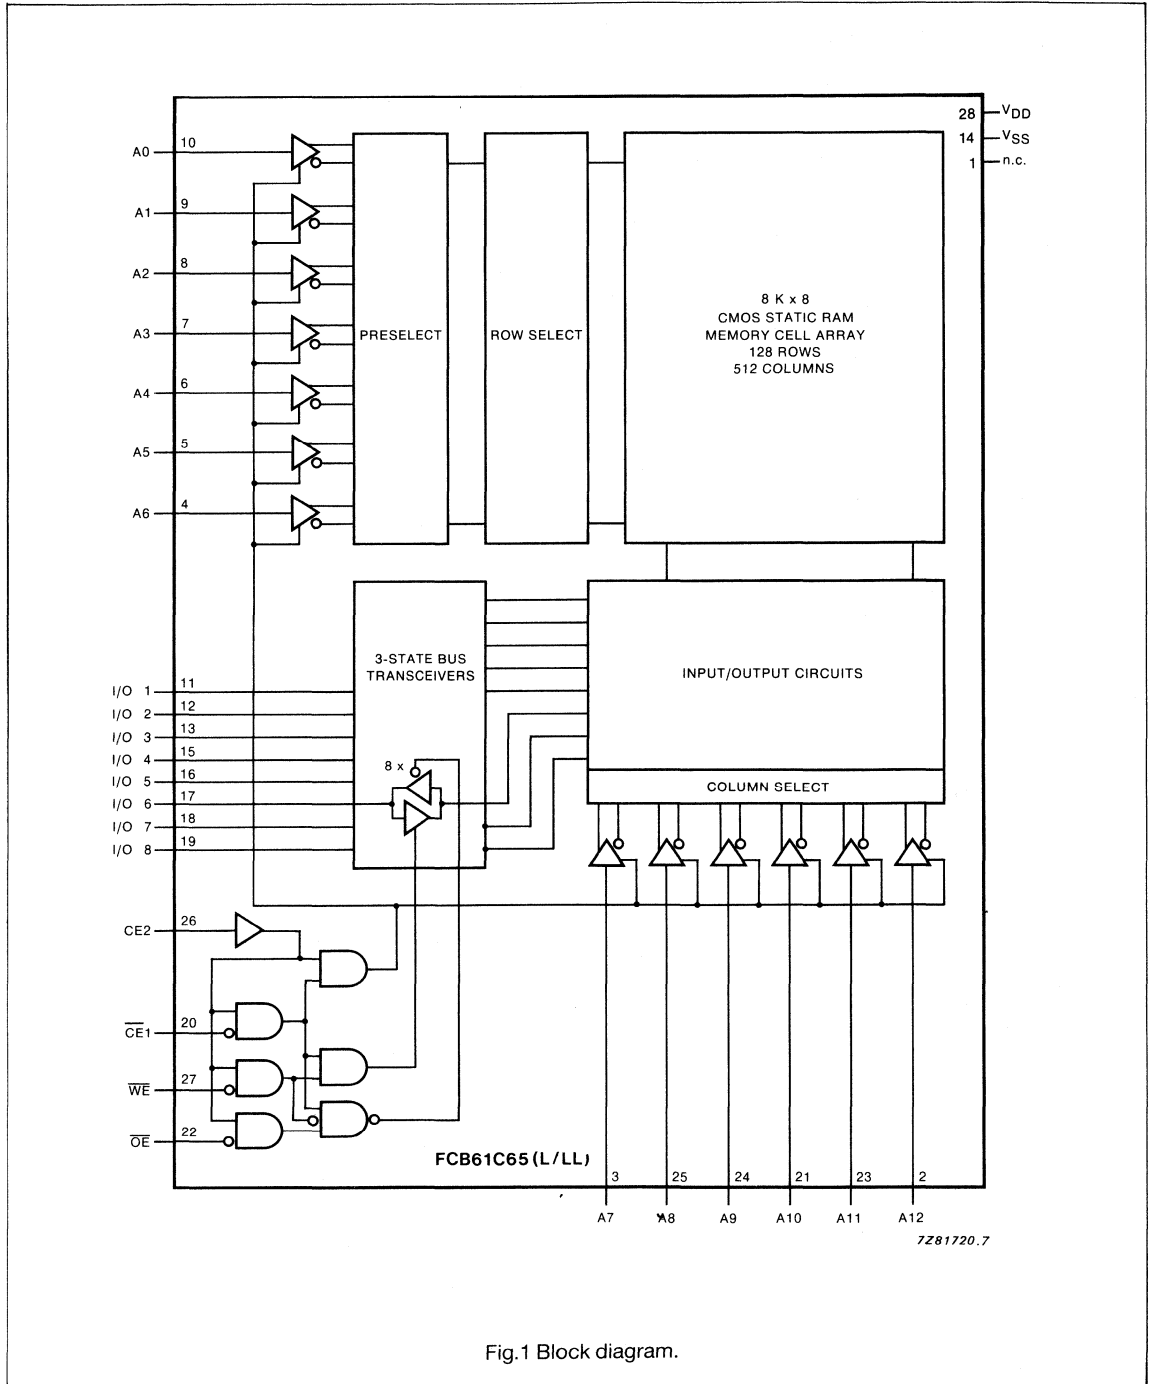 28 VDD
14 VSS
1 n.c.
A0 10
A1 9
A2 8
A3 7
A4 6
A5 5
A6 4
PRESELECT
ROW SELECT
8 K x 8
CMOS STATIC RAM
MEMORY CELL ARRAY
128 ROWS
512 COLUMNS
3-STATE BUS
TRANSCEIVERS
8 x
INPUT/OUTPUT CIRCUITS
COLUMN SELECT
I/O 1 11
I/O 2 12
I/O 3 13
I/O 4 15
I/O 5 16
I/O 6 17
I/O 7 18
I/O 8 19
CE2 26
C̅E̅1 20
W̅E̅ 27
O̅E̅ 22
FCB61C65 (L/LL)
3 25 24 21 23 2
A7 A8 A9 A10 A11 A12
7Z81720.7
Fig.1 Block diagram.